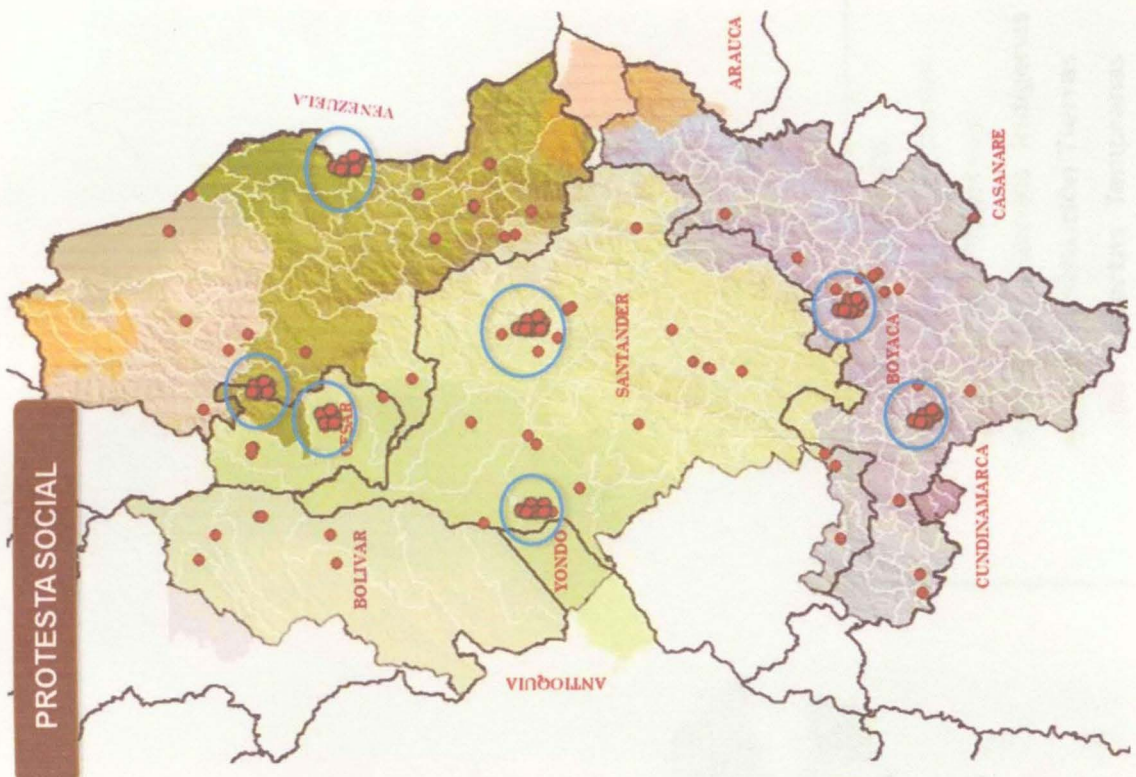 PROTESTA SOCIAL
BOLIVAR
CESAR
VENEZUELA
ANTIOQUIA
YONDO
SANTANDER
ARAUCA
BOYACA
CUNDINAMARCA
CASANARE